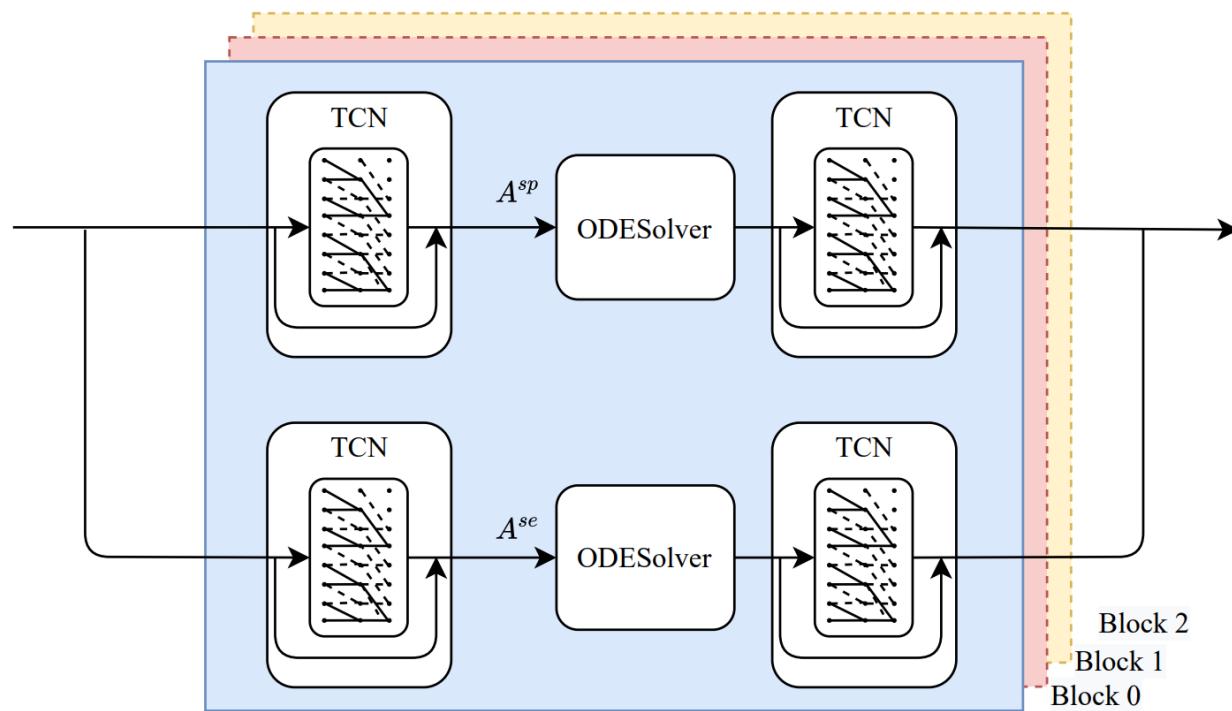 TCN
TCN
A^{sp}
ODESolver
TCN
TCN
A^{se}
ODESolver
Block 2
Block 1
Block 0